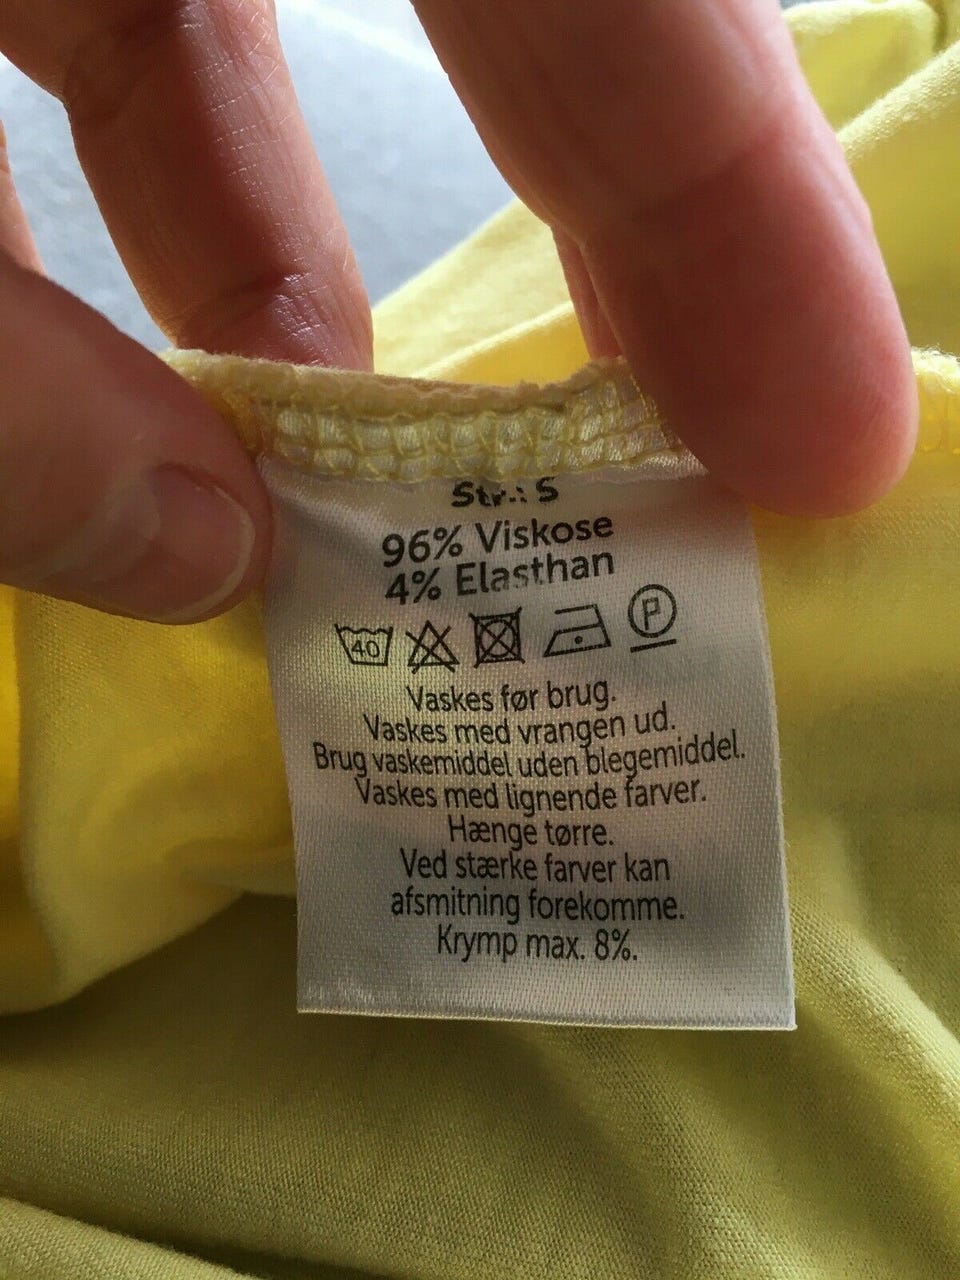 Str.: S
96% Viskose
4% Elasthan
40 P
Vaskes før brug.
Vaskes med vrangen ud.
Brug vaskemiddel uden blegemiddel.
Vaskes med lignende farver.
Hænge tørre.
Ved stærke farver kan
afsmitning forekomme.
Krymp max. 8%.